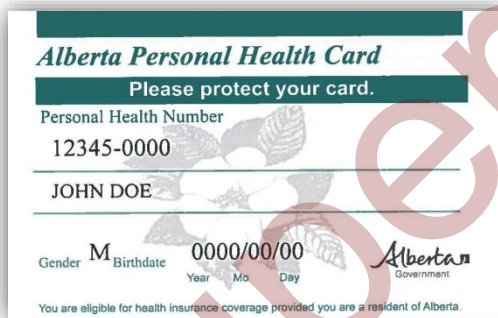 Alberta Personal Health Card
Please protect your card.
Personal Health Number
12345-0000
JOHN DOE
Gender M Birthdate 0000/00/00
Year Mo Day
Alberta
Government
You are eligible for health insurance coverage provided you are a resident of Alberta.